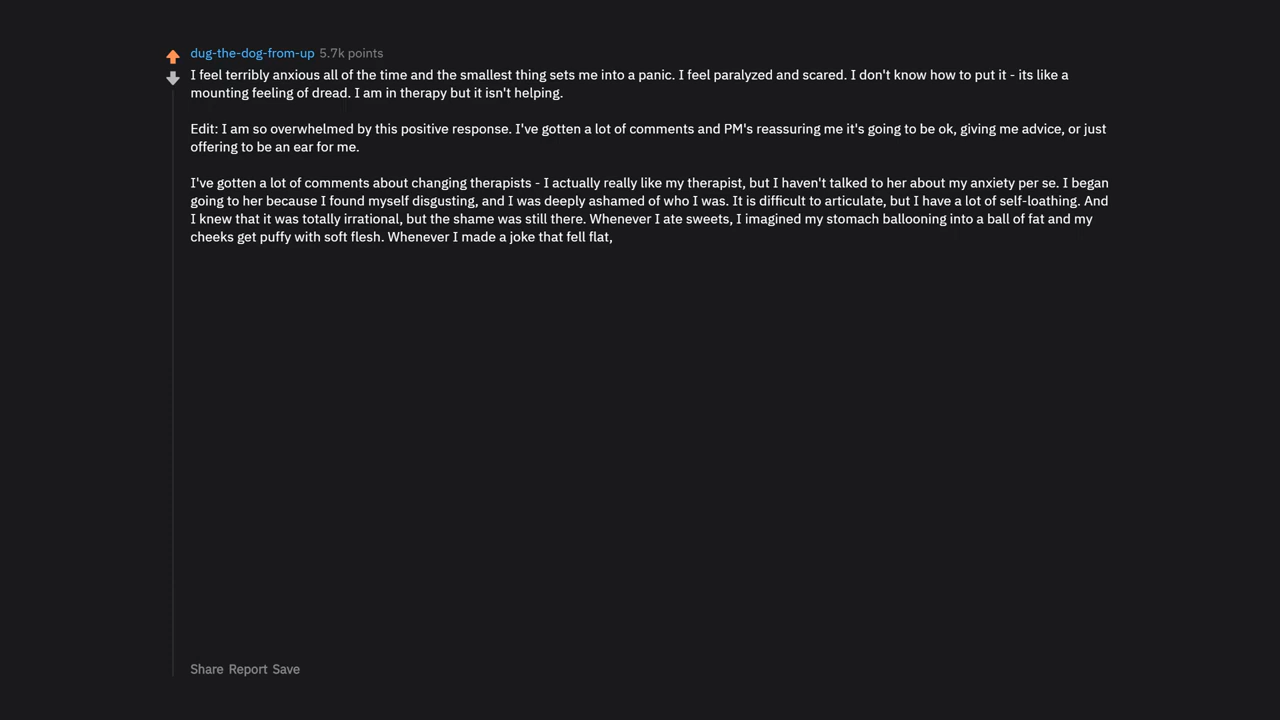 dug-the-dog-from-up 5.7k points
I feel terribly anxious all of the time and the smallest thing sets me into a panic. I feel paralyzed and scared. I don't know how to put it - its like a
mounting feeling of dread. I am in therapy but it isn't helping.
Edit: I am so overwhelmed by this positive response. I've gotten a lot of comments and PM's reassuring me it's going to be ok, giving me advice, or just
offering to be an ear for me.
I've gotten a lot of comments about changing therapists - I actually really like my therapist, but I haven't talked to her about my anxiety per se. I began
going to her because I found myself disgusting, and I was deeply ashamed of who I was. It is difficult to articulate, but I have a lot of self-loathing. And
I knew that it was totally irrational, but the shame was still there. Whenever I ate sweets, I imagined my stomach ballooning into a ball of fat and my
cheeks get puffy with soft flesh. Whenever I made a joke that fell flat,
Share Report Save